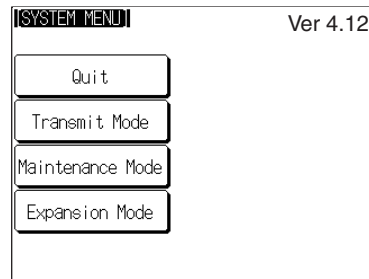 [SYSTEM MENU]
Ver 4.12
Quit
Transmit Mode
Maintenance Mode
Expansion Mode